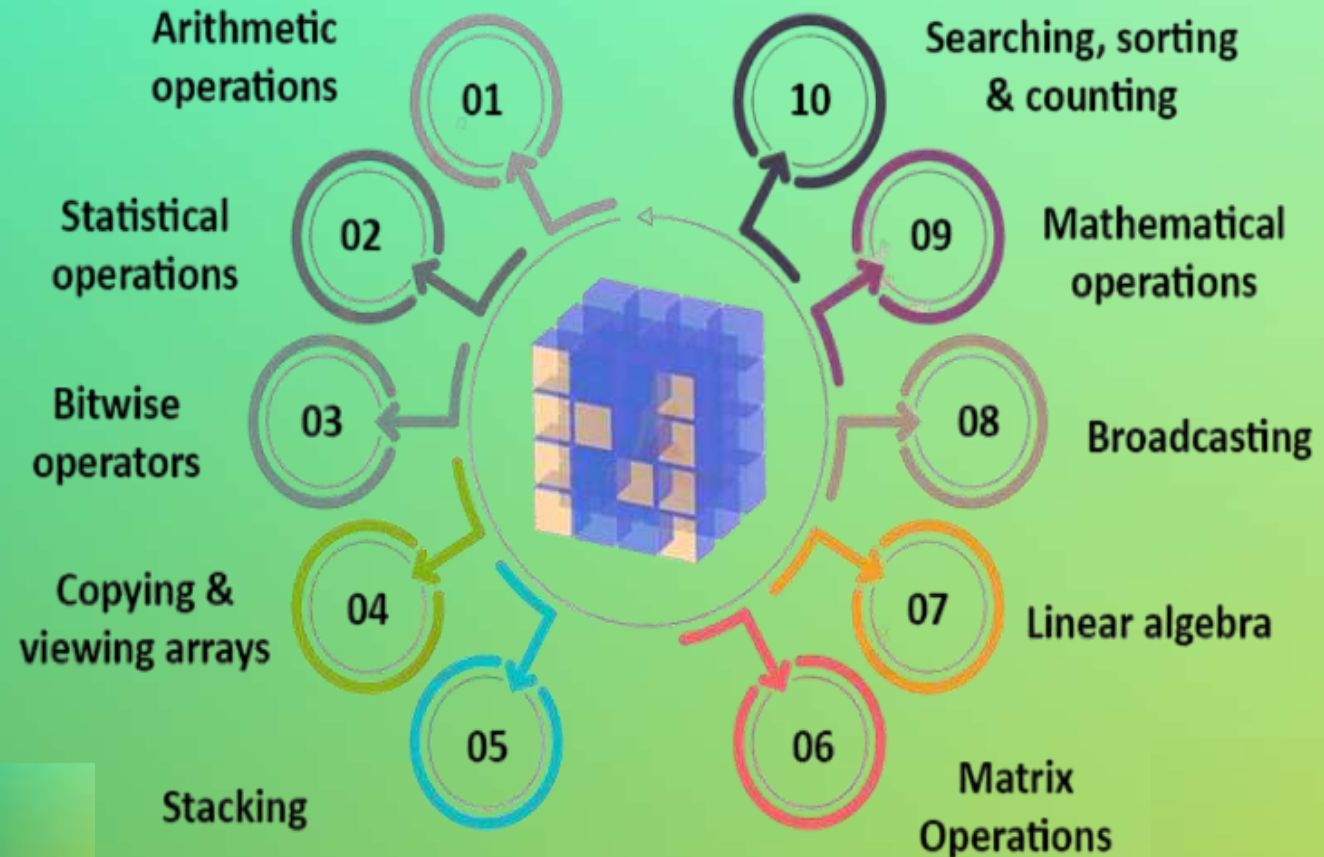 01
Arithmetic
operations
02
Statistical
operations
03
Bitwise
operators
04
Copying &
viewing arrays
05
Stacking
06
Matrix
Operations
07
Linear algebra
08
Broadcasting
09
Mathematical
operations
10
Searching, sorting
& counting